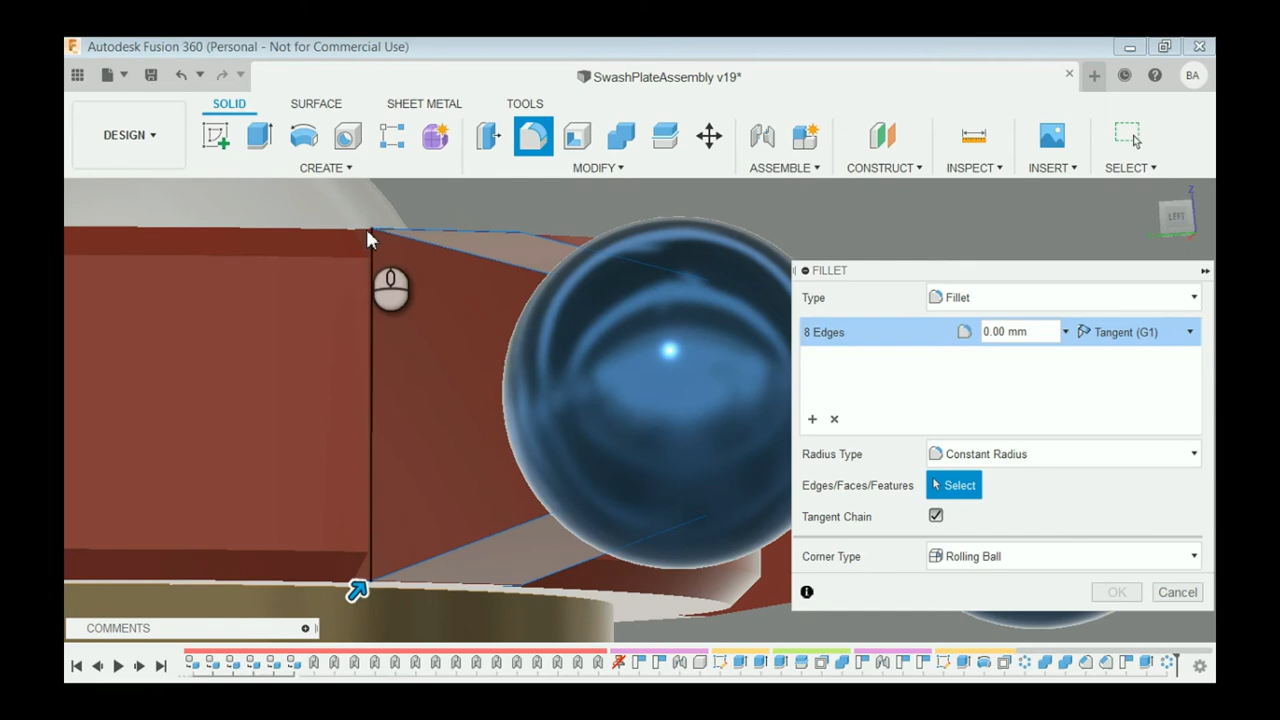 Autodesk Fusion 360 (Personal - Not for Commercial Use)
SwashPlateAssembly v19*
BA
DESIGN
SOLID
SURFACE
SHEET METAL
TOOLS
CREATE
MODIFY
ASSEMBLE
CONSTRUCT
INSPECT
INSERT
SELECT
Z
LEFT
FILLET
Type
Fillet
8 Edges
0.00 mm
Tangent (G1)
Radius Type
Constant Radius
Edges/Faces/Features
Select
Tangent Chain
Corner Type
Rolling Ball
OK
Cancel
COMMENTS